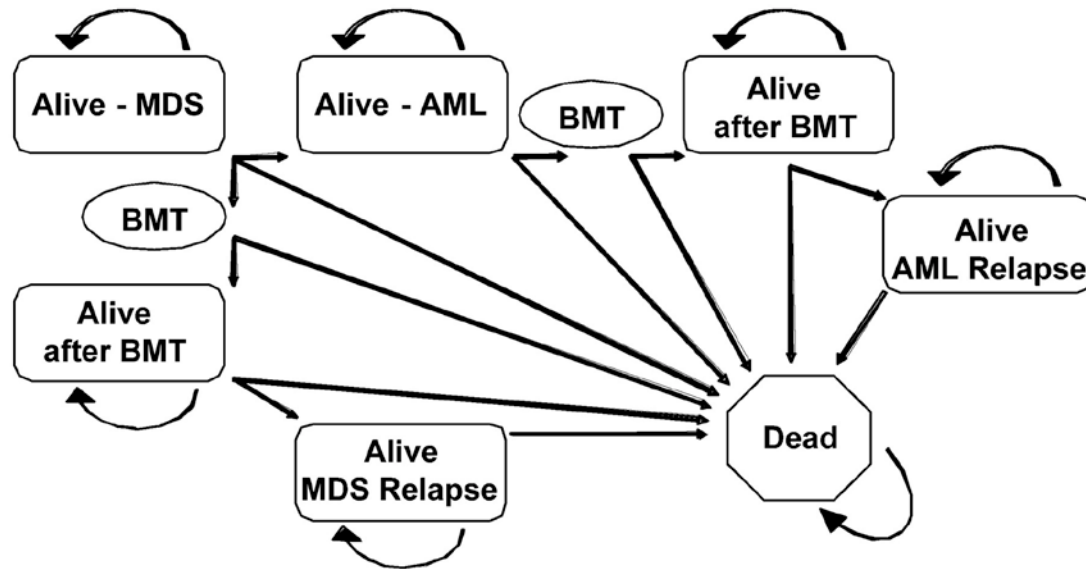 Alive - MDS
Alive - AML
BMT
Alive
after BMT
BMT
Alive
AML Relapse
Alive
after BMT
Dead
Alive
MDS Relapse